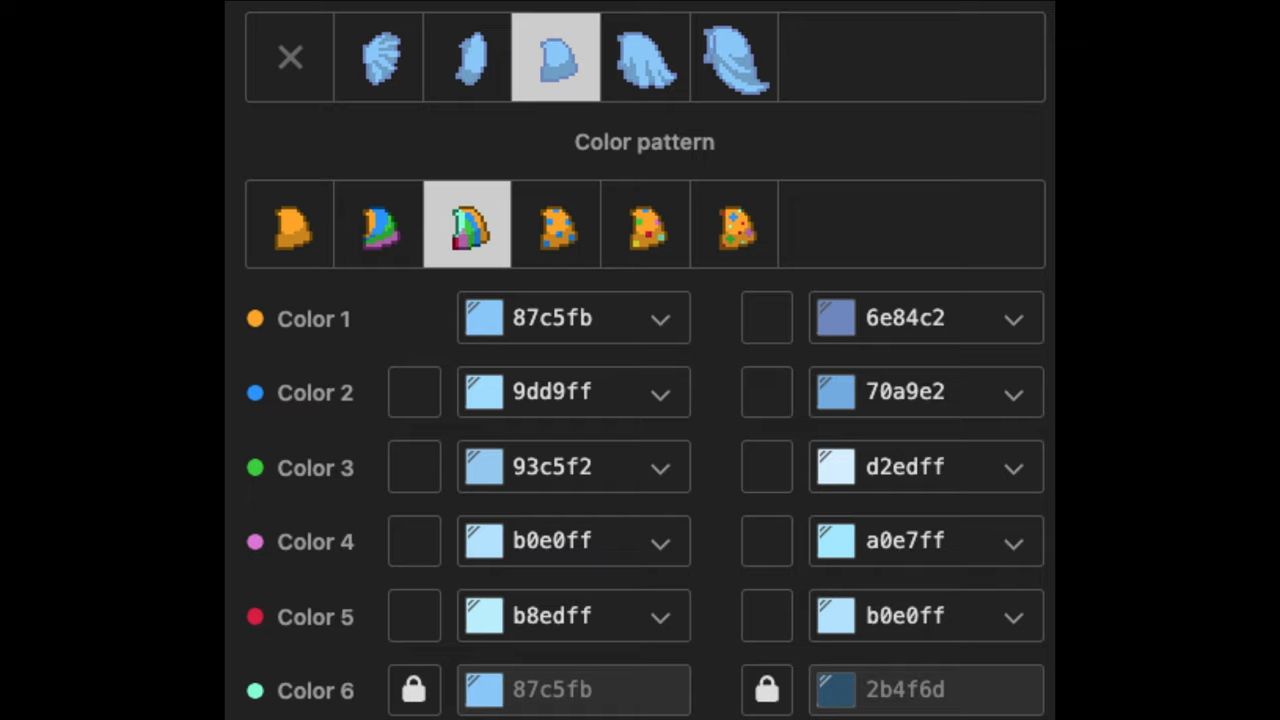 Color pattern
Color 1 87c5fb 6e84c2
Color 2 9dd9ff 70a9e2
Color 3 93c5f2 d2edff
Color 4 b0e0ff a0e7ff
Color 5 b8edff b0e0ff
Color 6 87c5fb 2b4f6d